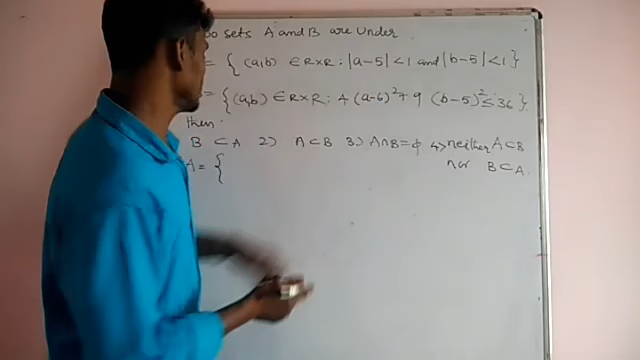 sets A and B are under
= { (a,b) ∈ R×R : |a-5| < 1 and |b-5| < 1 }
= { (a,b) ∈ R×R : 4 (a-6)² + 9 (b-5)² ≤ 36 }.
then
B ⊂ A 2) A ⊂ B 3) A∩B = ϕ 4) neither A ⊂ B
nor B ⊂ A.
A = {